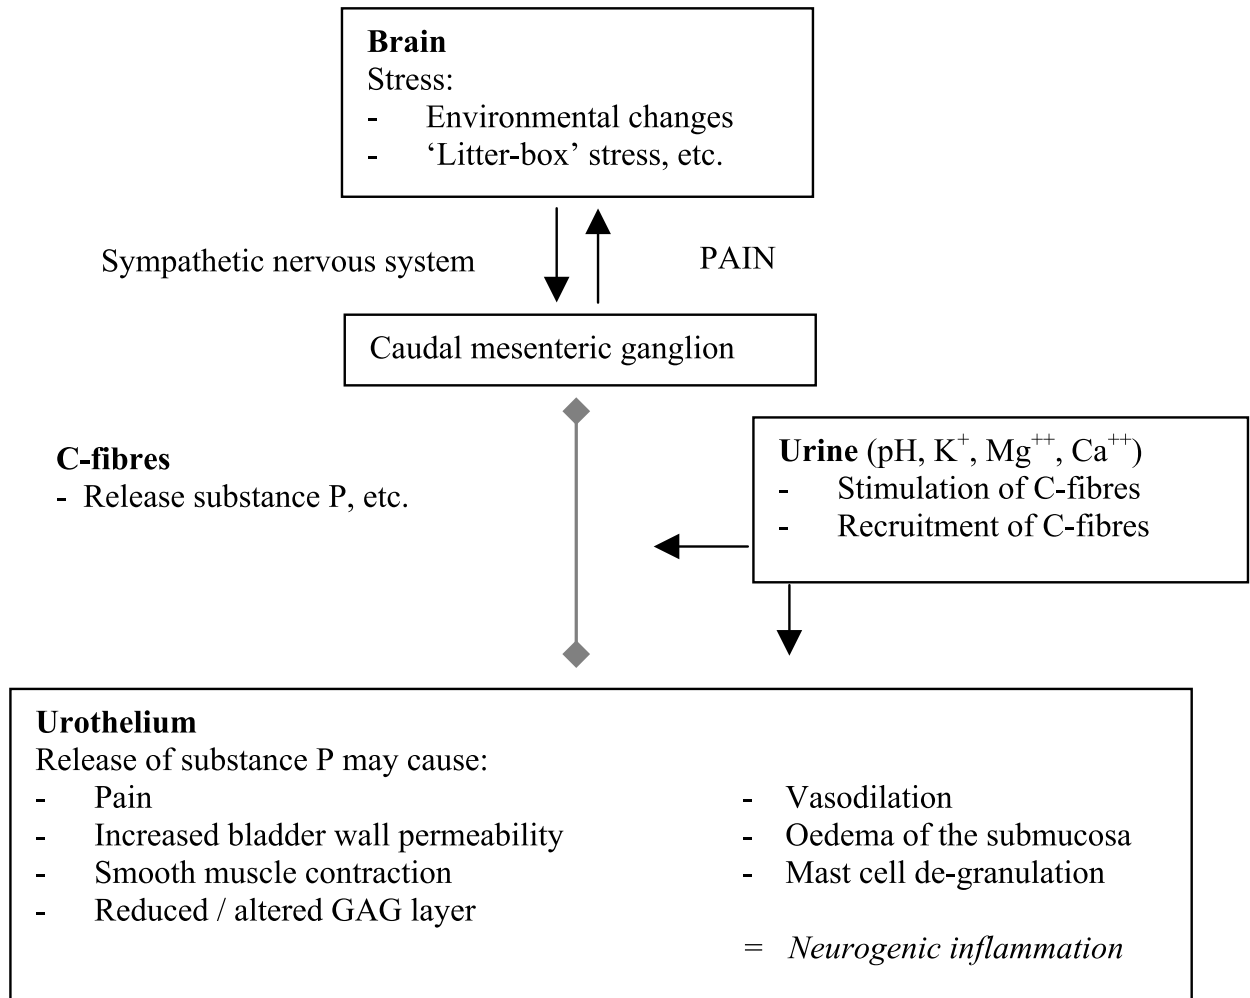 Brain
Stress:
- Environmental changes
- ‘Litter-box’ stress, etc.
Sympathetic nervous system
PAIN
Caudal mesenteric ganglion
C-fibres
- Release substance P, etc.
Urine (pH, K⁺, Mg⁺⁺, Ca⁺⁺)
- Stimulation of C-fibres
- Recruitment of C-fibres
Urothelium
Release of substance P may cause:
- Pain
- Increased bladder wall permeability
- Smooth muscle contraction
- Reduced / altered GAG layer
- Vasodilation
- Oedema of the submucosa
- Mast cell de-granulation
= Neurogenic inflammation